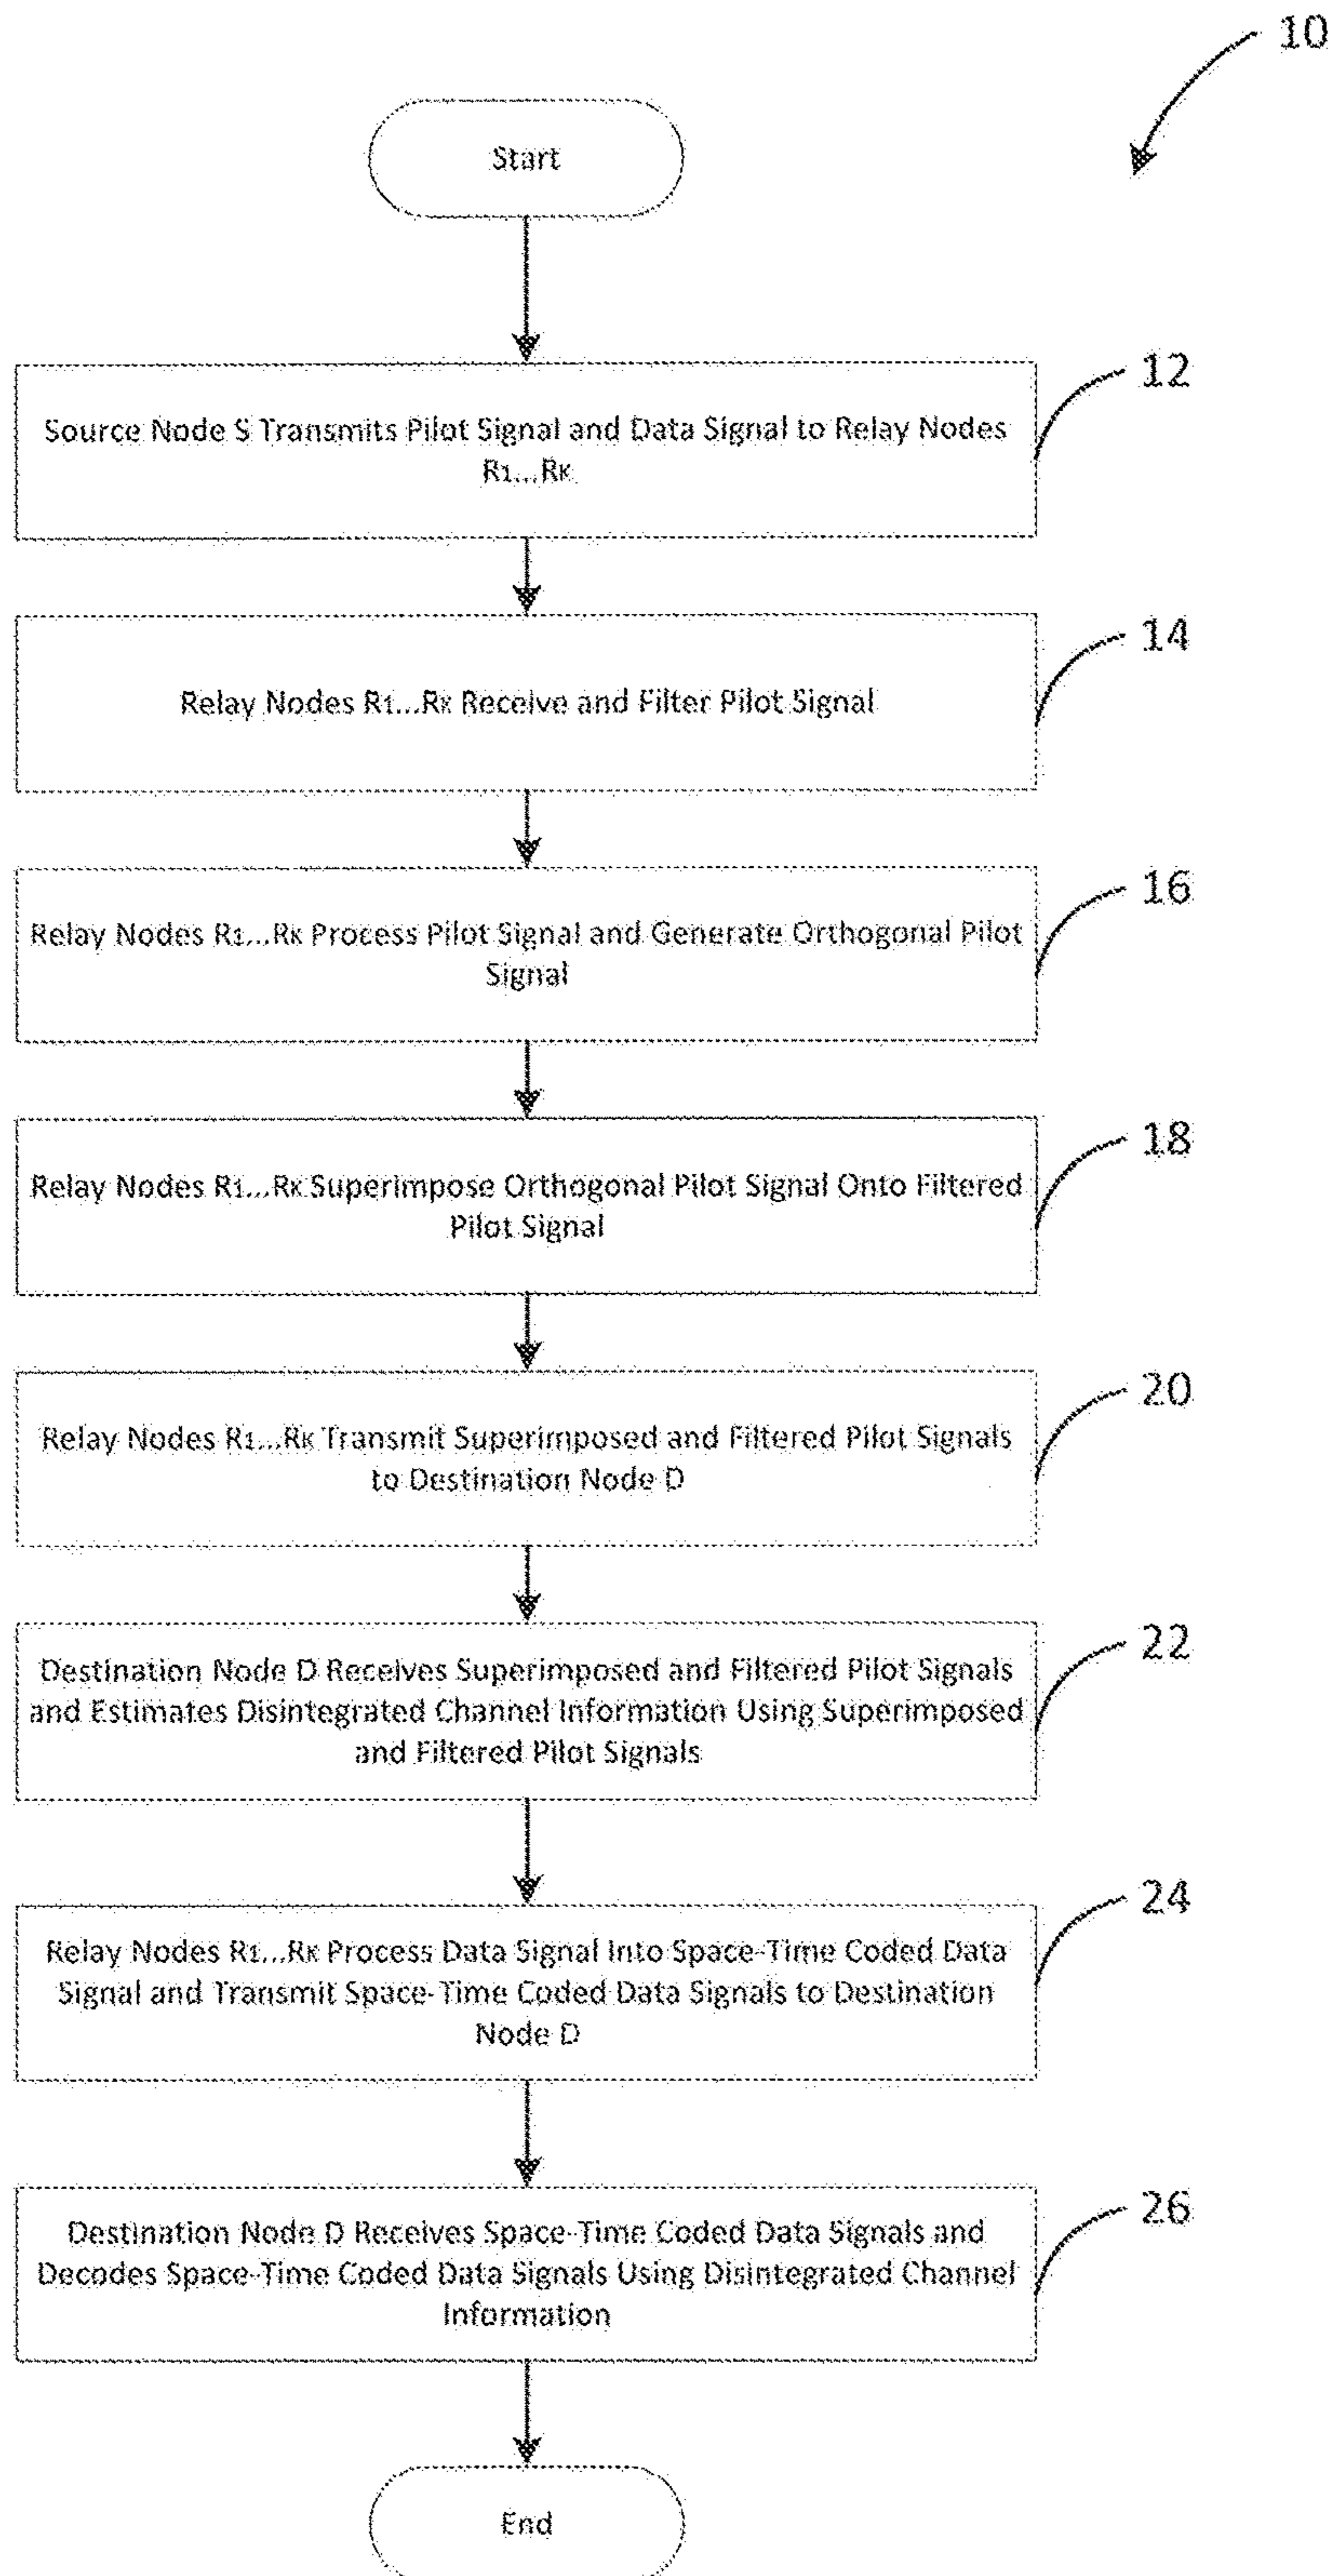 10
Start
12
Source Node S Transmits Pilot Signal and Data Signal to Relay Nodes
R1...RK
14
Relay Nodes R1...RK Receive and Filter Pilot Signal
16
Relay Nodes R1...RK Process Pilot Signal and Generate Orthogonal Pilot
Signal
18
Relay Nodes R1...RK Superimpose Orthogonal Pilot Signal Onto Filtered
Pilot Signal
20
Relay Nodes R1...RK Transmit Superimposed and Filtered Pilot Signals
to Destination Node D
22
Destination Node D Receives Superimposed and Filtered Pilot Signals
and Estimates Disintegrated Channel Information Using Superimposed
and Filtered Pilot Signals
24
Relay Nodes R1...RK Process Data Signal Into Space-Time Coded Data
Signal and Transmit Space-Time Coded Data Signals to Destination
Node D
26
Destination Node D Receives Space-Time Coded Data Signals and
Decodes Space-Time Coded Data Signals Using Disintegrated Channel
Information
End